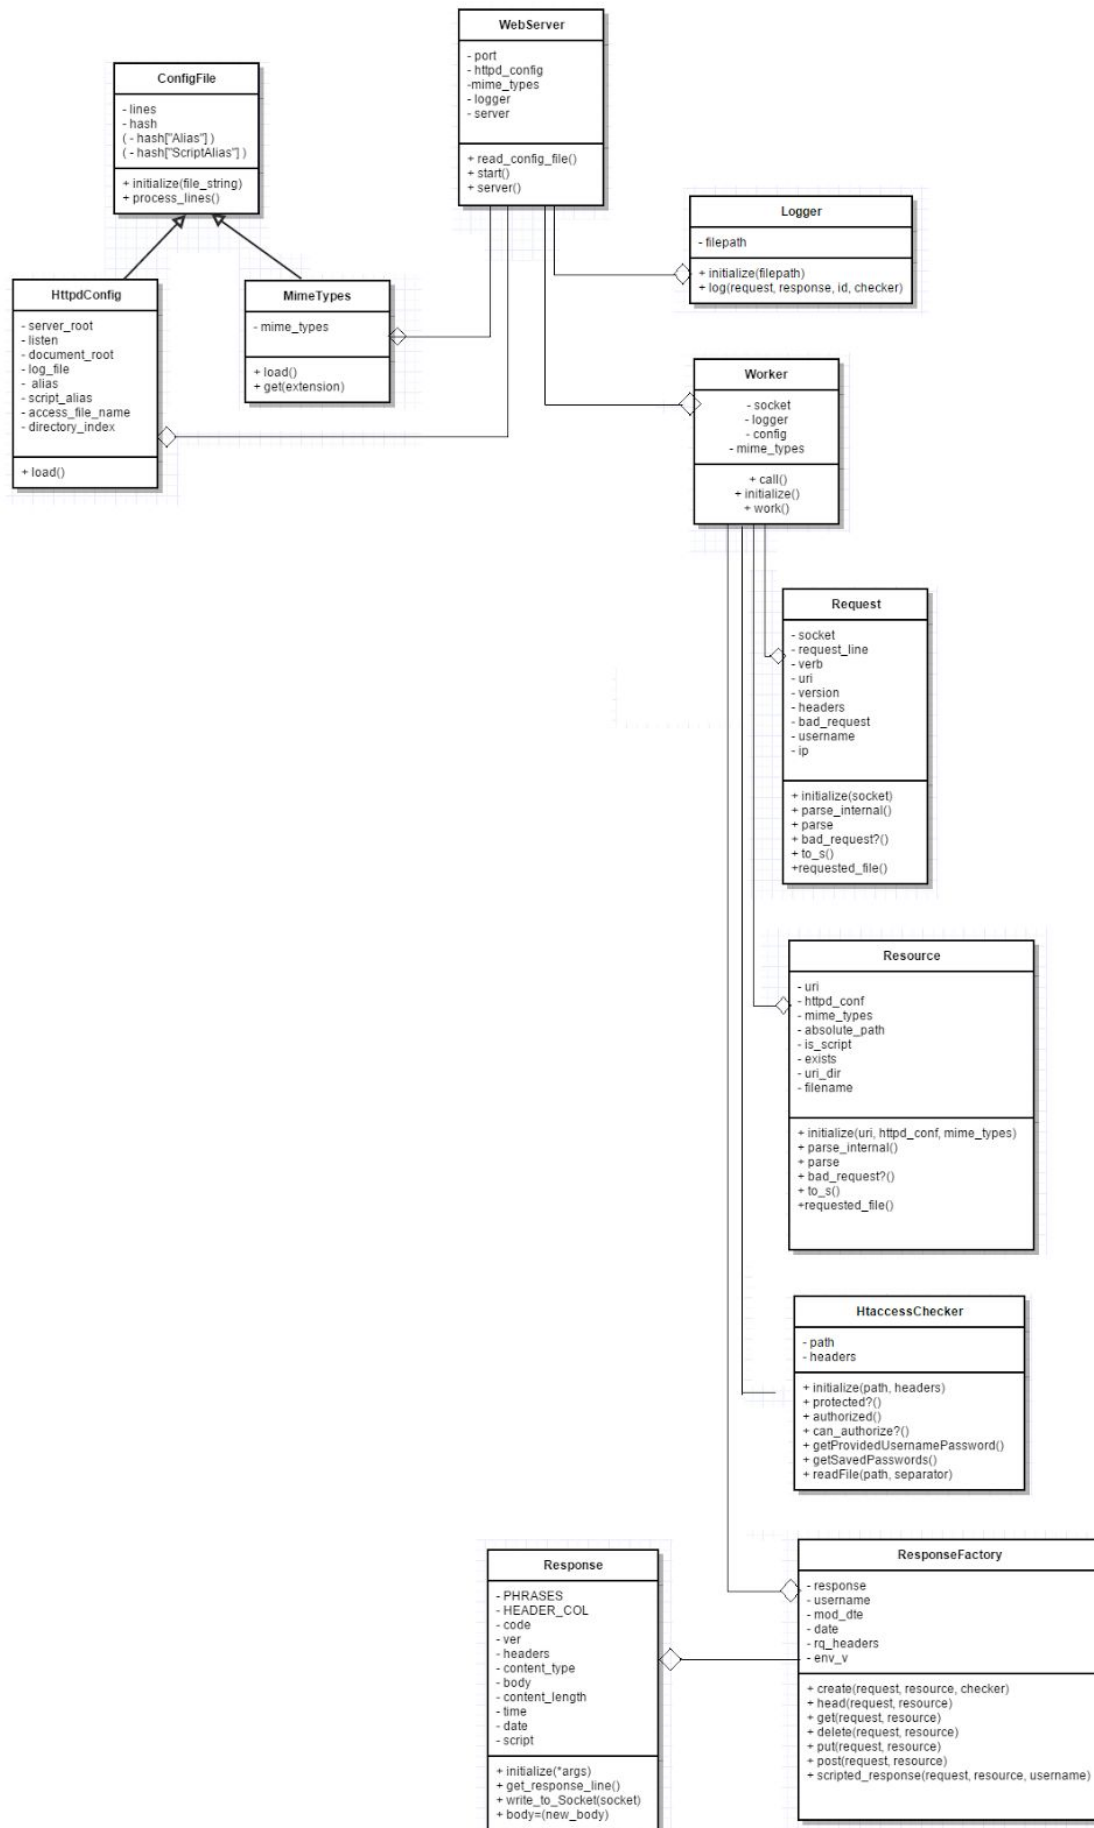 WebServer
- port
- httpd_config
-mime_types
- logger
- server
+ read_config_file()
+ start()
+ server()
ConfigFile
- lines
- hash
( - hash["Alias"] )
( - hash["ScriptAlias"] )
+ initialize(file_string)
+ process_lines()
Logger
- filepath
+ initialize(filepath)
+ log(request, response, id, checker)
HttpdConfig
- server_root
- listen
- document_root
- log_file
- alias
- script_alias
- access_file_name
- directory_index
+ load()
MimeTypes
- mime_types
+ load()
+ get(extension)
Worker
- socket
- logger
- config
- mime_types
+ call()
+ initialize()
+ work()
Request
- socket
- request_line
- verb
- uri
- version
- headers
- bad_request
- username
- ip
+ initialize(socket)
+ parse_internal()
+ parse
+ bad_request?()
+ to_s()
+requested_file()
Resource
- uri
- httpd_conf
- mime_types
- absolute_path
- is_script
- exists
- uri_dir
- filename
+ initialize(uri, httpd_conf, mime_types)
+ parse_internal()
+ parse
+ bad_request?()
+ to_s()
+requested_file()
HtaccessChecker
- path
- headers
+ initialize(path, headers)
+ protected?()
+ authorized()
+ can_authorize?()
+ getProvidedUsernamePassword()
+ getSavedPasswords()
+ readFile(path, separator)
Response
- PHRASES
- HEADER_COL
- code
- ver
- headers
- content_type
- body
- content_length
- time
- date
- script
+ initialize(*args)
+ get_response_line()
+ write_to_Socket(socket)
+ body=(new_body)
ResponseFactory
- response
- username
- mod_dte
- date
- rq_headers
- env_v
+ create(request, resource, checker)
+ head(request, resource)
+ get(request, resource)
+ delete(request, resource)
+ put(request, resource)
+ post(request, resource)
+ scripted_response(request, resource, username)